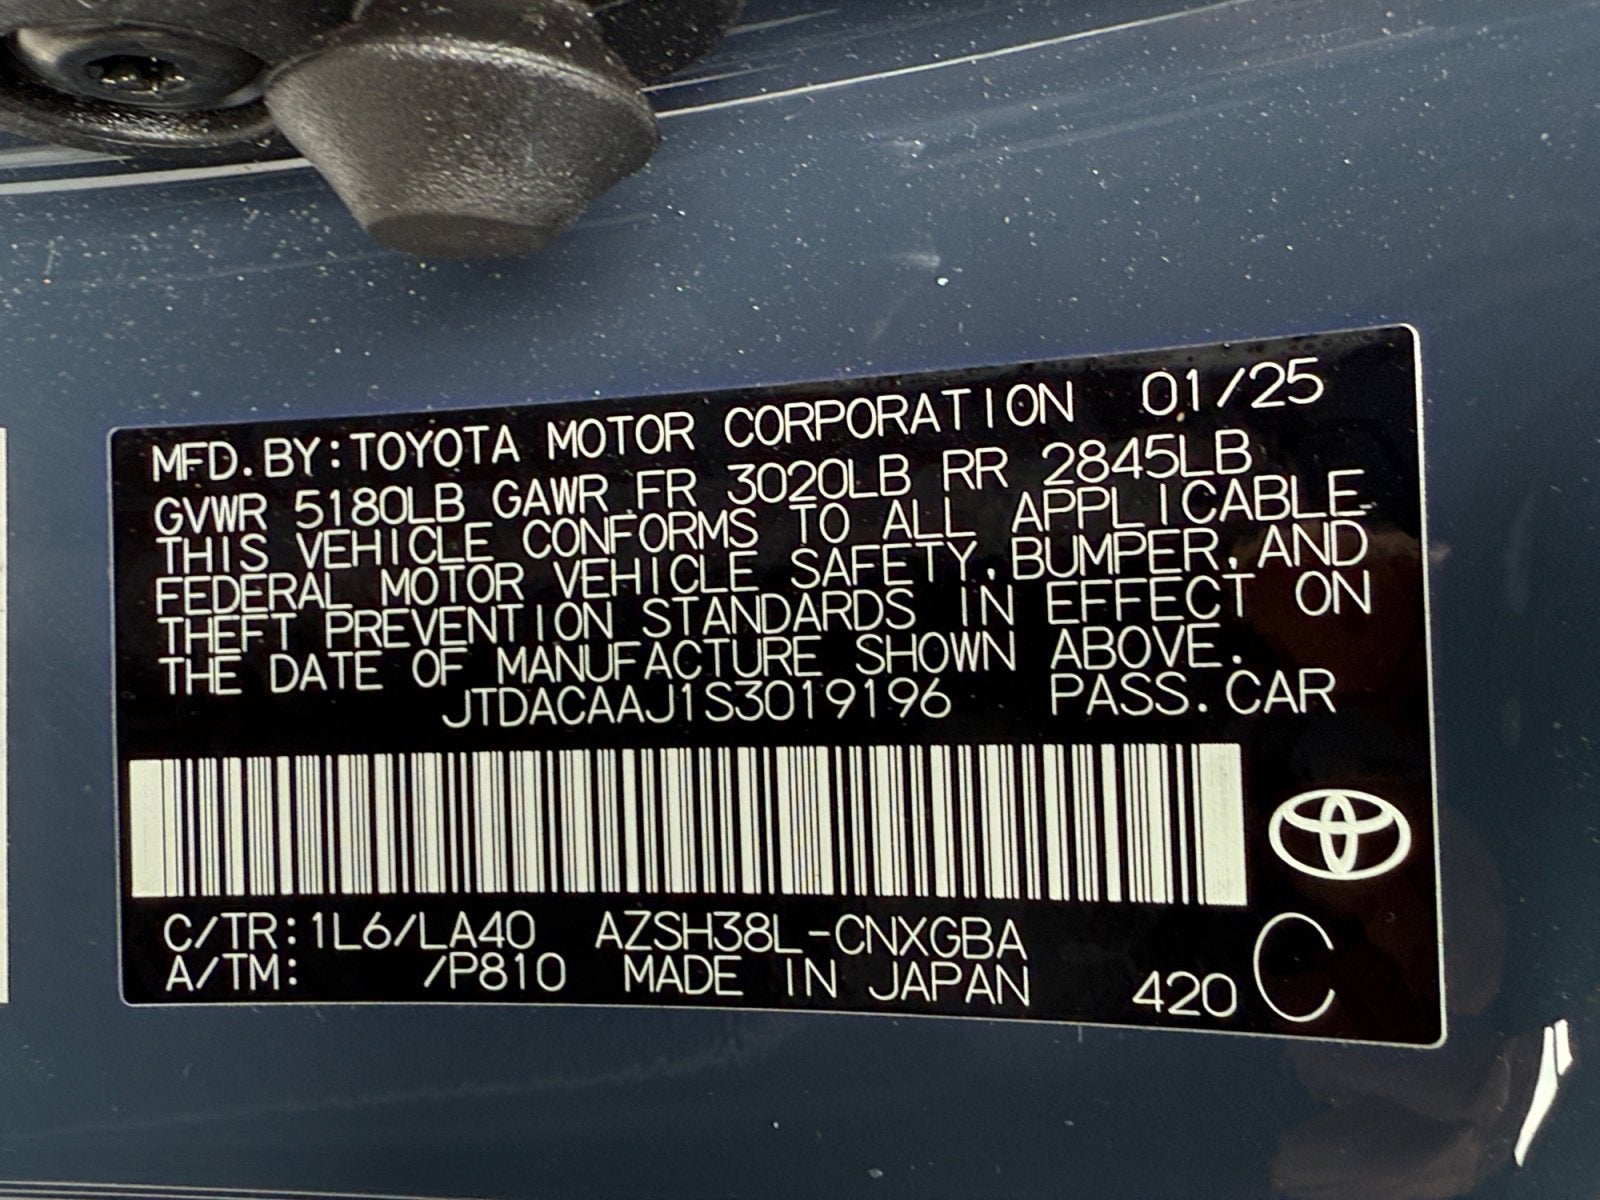 MFD. BY: TOYOTA MOTOR CORPORATION 01/25
GVWR 5180LB GAWR FR 3020LB RR 2845LB
THIS VEHICLE CONFORMS TO ALL APPLICABLE
FEDERAL MOTOR VEHICLE SAFETY, BUMPER, AND
THEFT PREVENTION STANDARDS IN EFFECT ON
THE DATE OF MANUFACTURE SHOWN ABOVE.
JTDACAAJ1S3019196 PASS. CAR
C/TR: 1L6/LA40 AZSH38L-CNXGBA
A/TM: /P810 MADE IN JAPAN 420 C